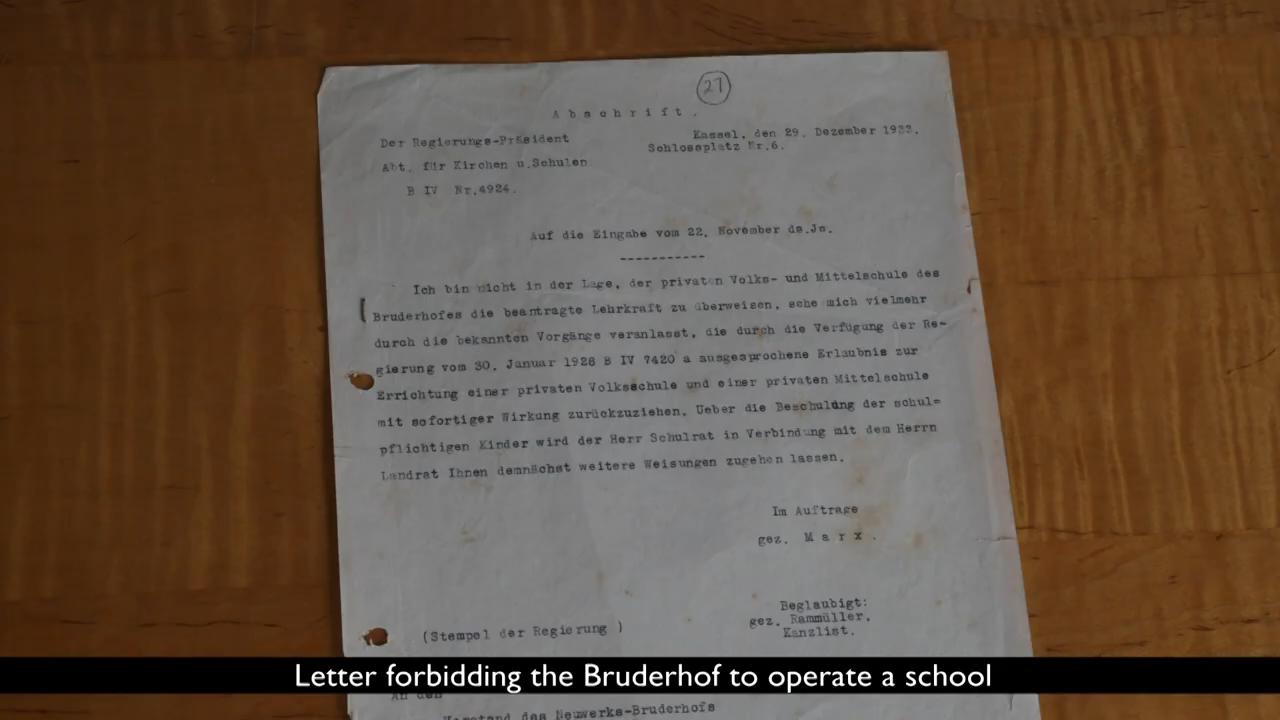 27
Abschrift.
Der Regierungs-Präsident
Kassel, den 29. Dezember 1933.
Abt. für Kirchen u.Schulen
Schlossplatz Nr.6.
B IV Nr.4924.
Auf die Eingabe vom 22. November ds.Js.
-----------
Ich bin nicht in der Lage, der privaten Volks- und Mittelschule des
Bruderhofes die beantragte Lehrkraft zu überweisen, sehe mich vielmehr
durch die bekannten Vorgänge veranlasst, die durch die Verfügung der Re-
gierung vom 30. Januar 1928 B IV 7420 a ausgesprochene Erlaubnis zur
Errichtung einer privaten Volksschule und einer privaten Mittelschule
mit sofortiger Wirkung zurückzuziehen. Ueber die Beschulung der schul=
pflichtigen Kinder wird der Herr Schulrat in Verbindung mit dem Herrn
Landrat Ihnen demnächst weitere Weisungen zugehen lassen.
Im Auftrage
gez. Marx.
Beglaubigt:
gez. Rammüller,
Kanzlist.
(Stempel der Regierung )
Letter forbidding the Bruderhof to operate a school
An den
Vorstand des Neuwerks-Bruderhofs